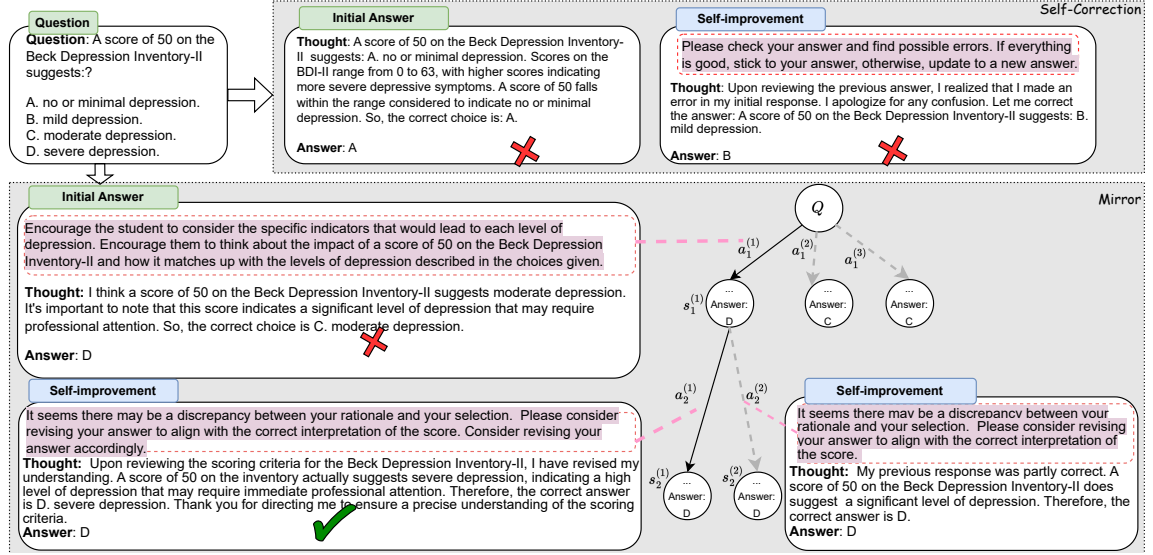 Question
Question: A score of 50 on the
Beck Depression Inventory-II
suggests:?
A. no or minimal depression.
B. mild depression.
C. moderate depression.
D. severe depression.
Self-Correction
Initial Answer
Thought: A score of 50 on the Beck Depression Inventory-
II suggests: A. no or minimal depression. Scores on the
BDI-II range from 0 to 63, with higher scores indicating
more severe depressive symptoms. A score of 50 falls
within the range considered to indicate no or minimal
depression. So, the correct choice is: A.
Answer: A
Self-improvement
Please check your answer and find possible errors. If everything
is good, stick to your answer, otherwise, update to a new answer.
Thought: Upon reviewing the previous answer, I realized that I made an
error in my initial response. I apologize for any confusion. Let me correct
the answer: A score of 50 on the Beck Depression Inventory-II suggests: B.
mild depression.
Answer: B
Mirror
Initial Answer
Encourage the student to consider the specific indicators that would lead to each level of
depression. Encourage them to think about the impact of a score of 50 on the Beck Depression
Inventory-II and how it matches up with the levels of depression described in the choices given.
Thought: I think a score of 50 on the Beck Depression Inventory-II suggests moderate depression.
It's important to note that this score indicates a significant level of depression that may require
professional attention. So, the correct choice is C. moderate depression.
Answer: D
Q
a_1^{(1)}
a_1^{(2)}
a_1^{(3)}
s_1^{(1)}
...
Answer:
D
...
Answer:
C
...
Answer:
C
a_2^{(1)}
a_2^{(2)}
s_2^{(1)}
...
Answer:
D
s_2^{(2)}
...
Answer:
D
Self-improvement
It seems there may be a discrepancy between your rationale and your selection. Please consider
revising your answer to align with the correct interpretation of the score. Consider revising your
answer accordingly.
Thought: Upon reviewing the scoring criteria for the Beck Depression Inventory-II, I have revised my
understanding. A score of 50 on the inventory actually suggests severe depression, indicating a high
level of depression that may require immediate professional attention. Therefore, the correct answer
is D. severe depression. Thank you for directing me to ensure a precise understanding of the scoring
criteria.
Answer: D
Self-improvement
It seems there may be a discrepancy between your
rationale and your selection. Please consider revising
your answer to align with the correct interpretation of
the score.
Thought: My previous response was partly correct. A
score of 50 on the Beck Depression Inventory-II does
suggest a significant level of depression. Therefore, the
correct answer is D.
Answer: D